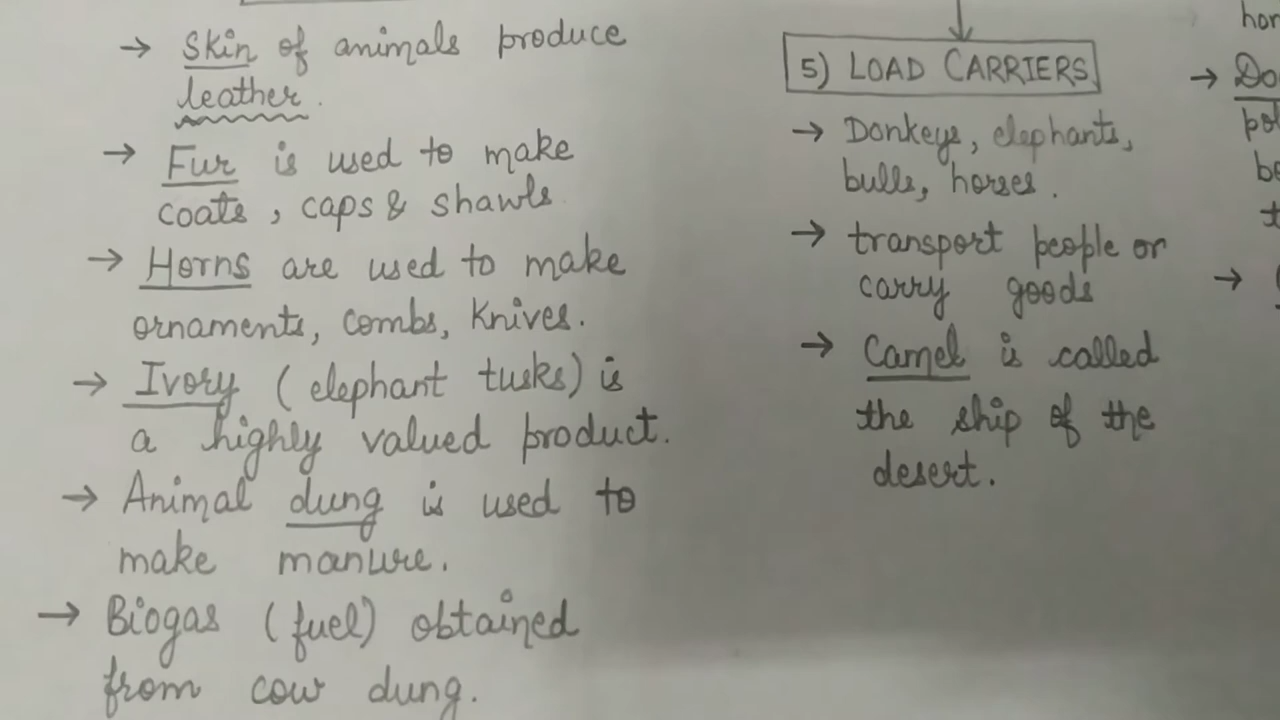 → Skin of animals produce
leather.
→ Fur is used to make
coats, caps & shawls
→ Horns are used to make
ornaments, combs, knives.
→ Ivory (elephant tusks) is
a highly valued product.
→ Animal dung is used to
make manure.
→ Biogas (fuel) obtained
from cow dung.
5) LOAD CARRIERS
→ Donkeys, elephants,
bulls, horses.
→ transport people or
carry goods
→ Camel is called
the ship of the
desert.